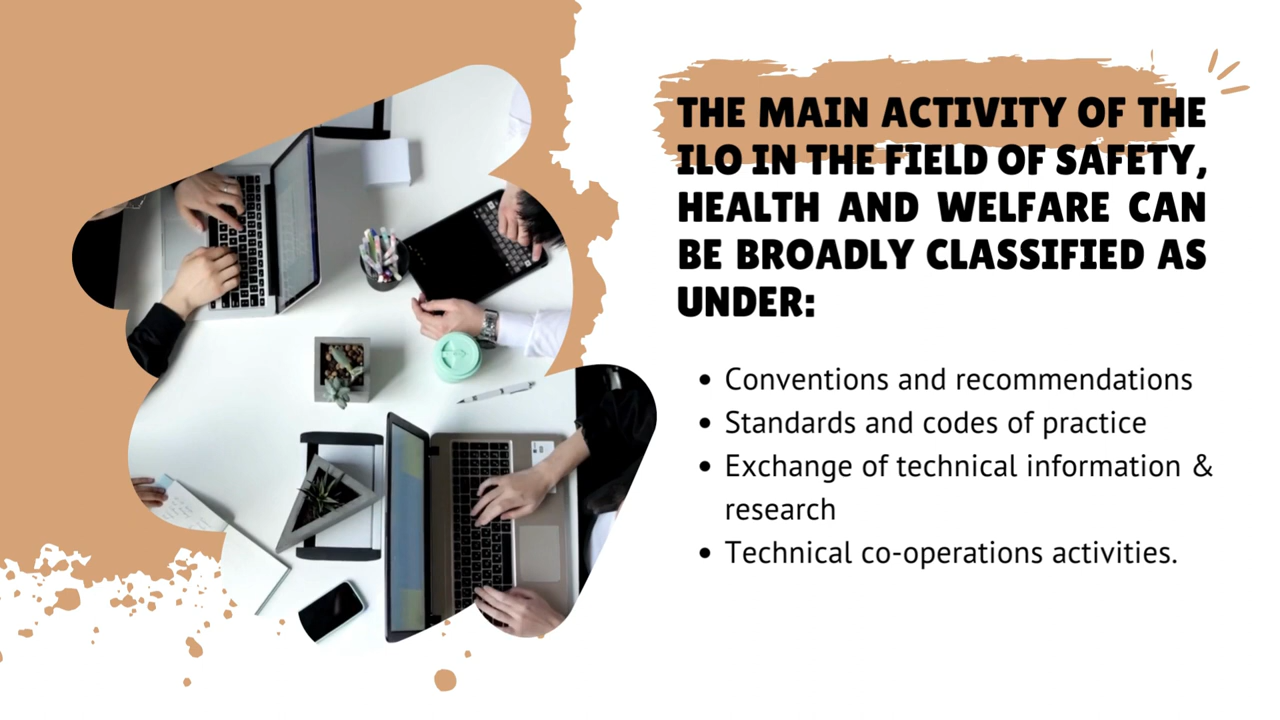 THE MAIN ACTIVITY OF THE
ILO IN THE FIELD OF SAFETY,
HEALTH AND WELFARE CAN
BE BROADLY CLASSIFIED AS
UNDER:
• Conventions and recommendations
• Standards and codes of practice
• Exchange of technical information &
research
• Technical co-operations activities.